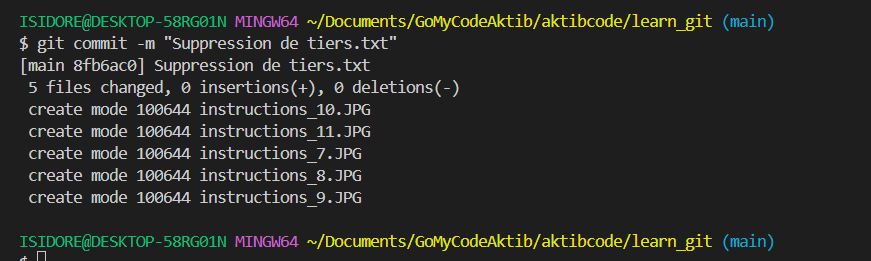 ISIDORE@DESKTOP-58RG01N MINGW64 ~/Documents/GoMyCodeAktib/aktibcode/learn_git (main)
$ git commit -m "Suppression de tiers.txt"
[main 8fb6ac0] Suppression de tiers.txt
 5 files changed, 0 insertions(+), 0 deletions(-)
 create mode 100644 instructions_10.JPG
 create mode 100644 instructions_11.JPG
 create mode 100644 instructions_7.JPG
 create mode 100644 instructions_8.JPG
 create mode 100644 instructions_9.JPG
ISIDORE@DESKTOP-58RG01N MINGW64 ~/Documents/GoMyCodeAktib/aktibcode/learn_git (main)
$